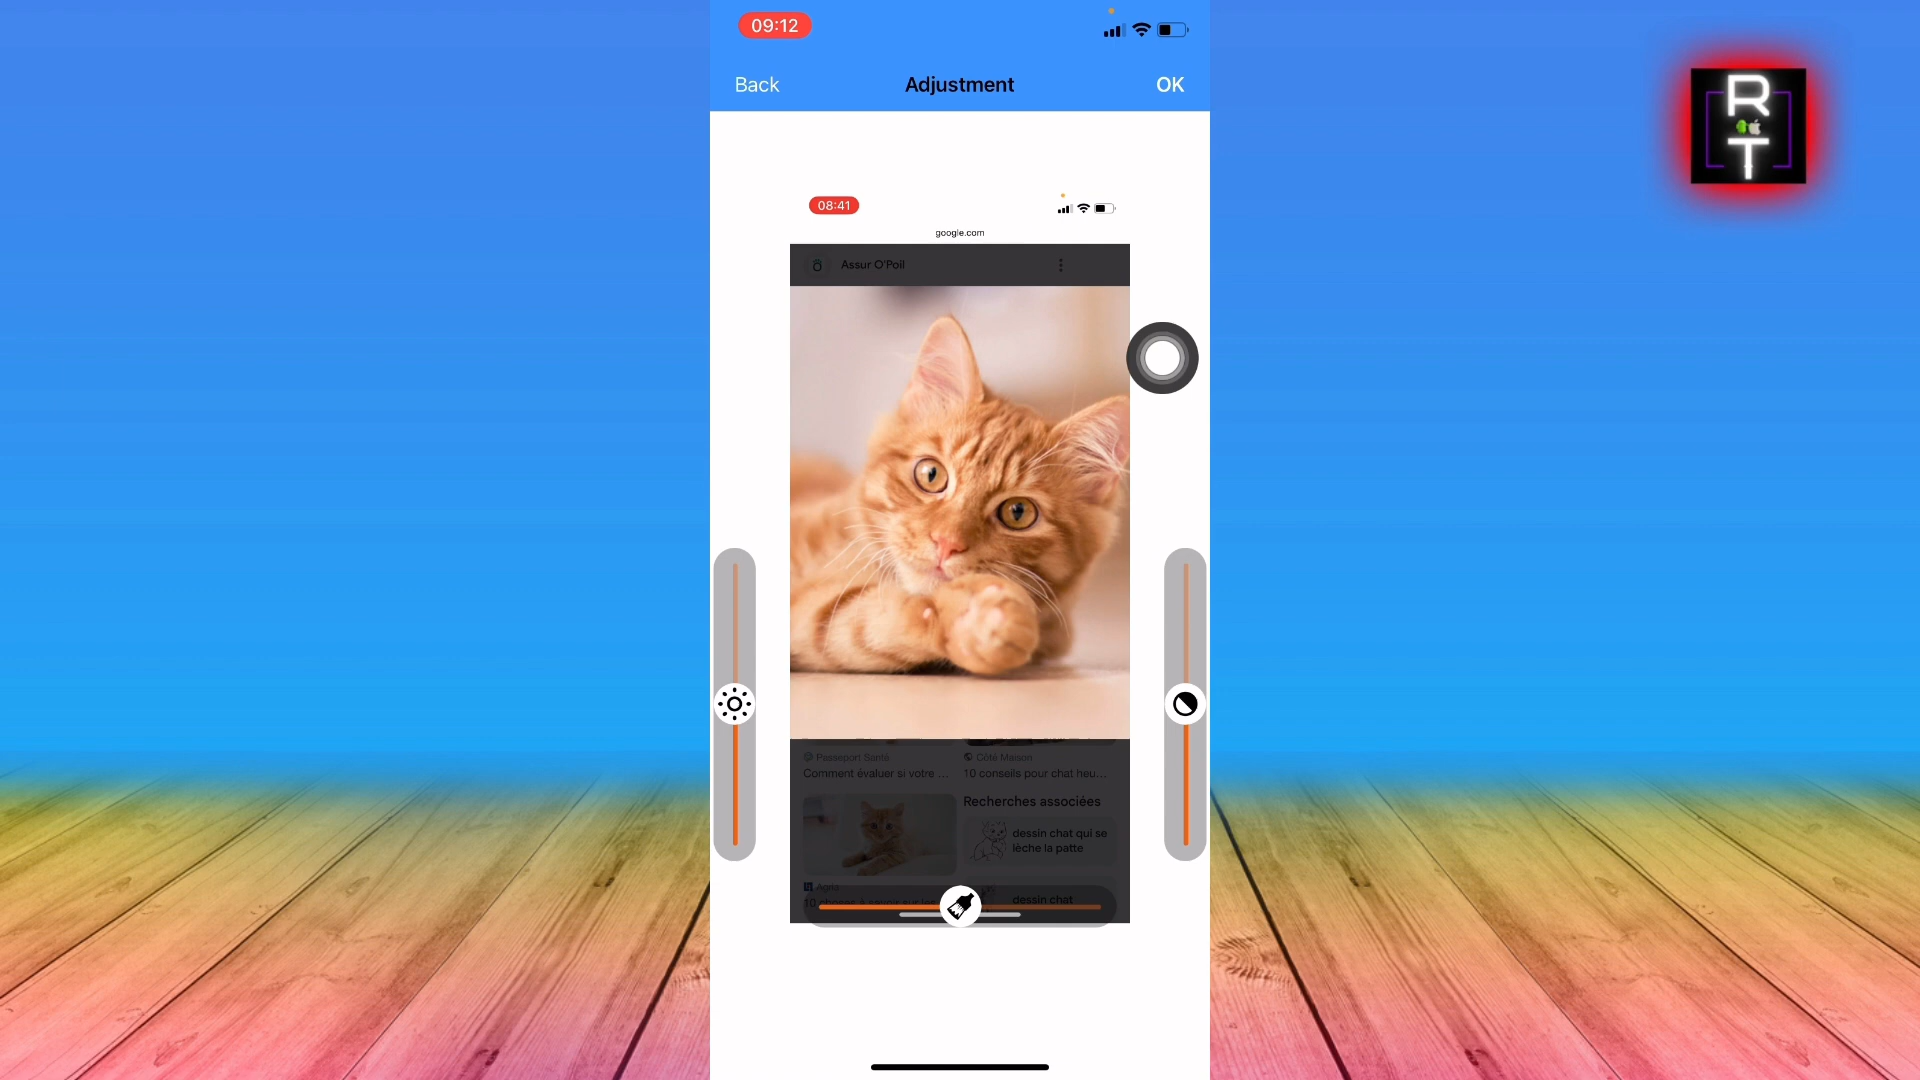 09:12
Back
Adjustment
OK
R
T
08:41
google.com
Assur O'Poil
Passeport Santé
Côté Maison
Comment évaluer si votre ...
10 conseils pour chat heu...
Recherches associées
dessin chat qui se
lèche la patte
Agria
dessin chat